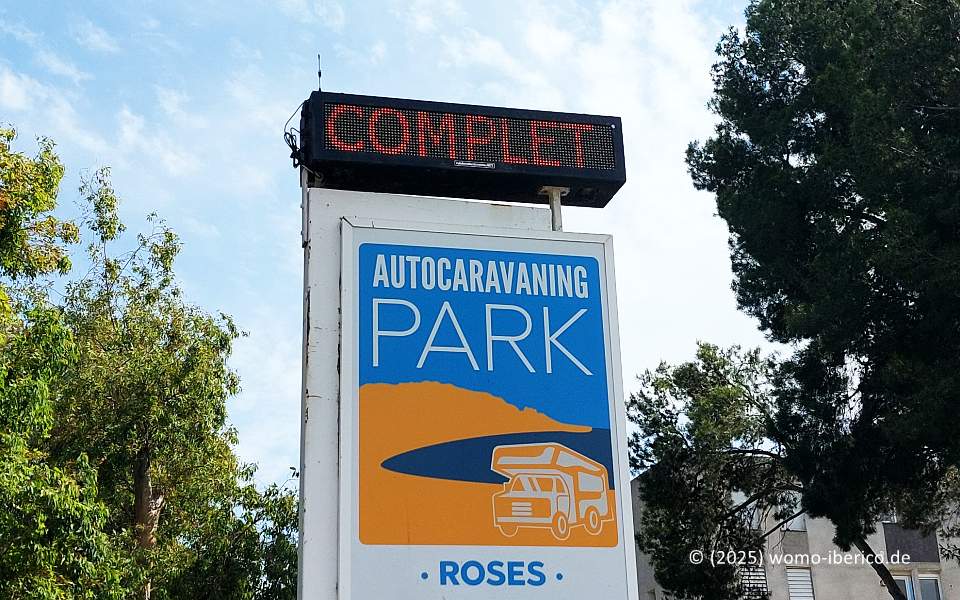 COMPLET
AUTOCARAVANING
PARK
· ROSES ·
© (2025) womo-iberico.de